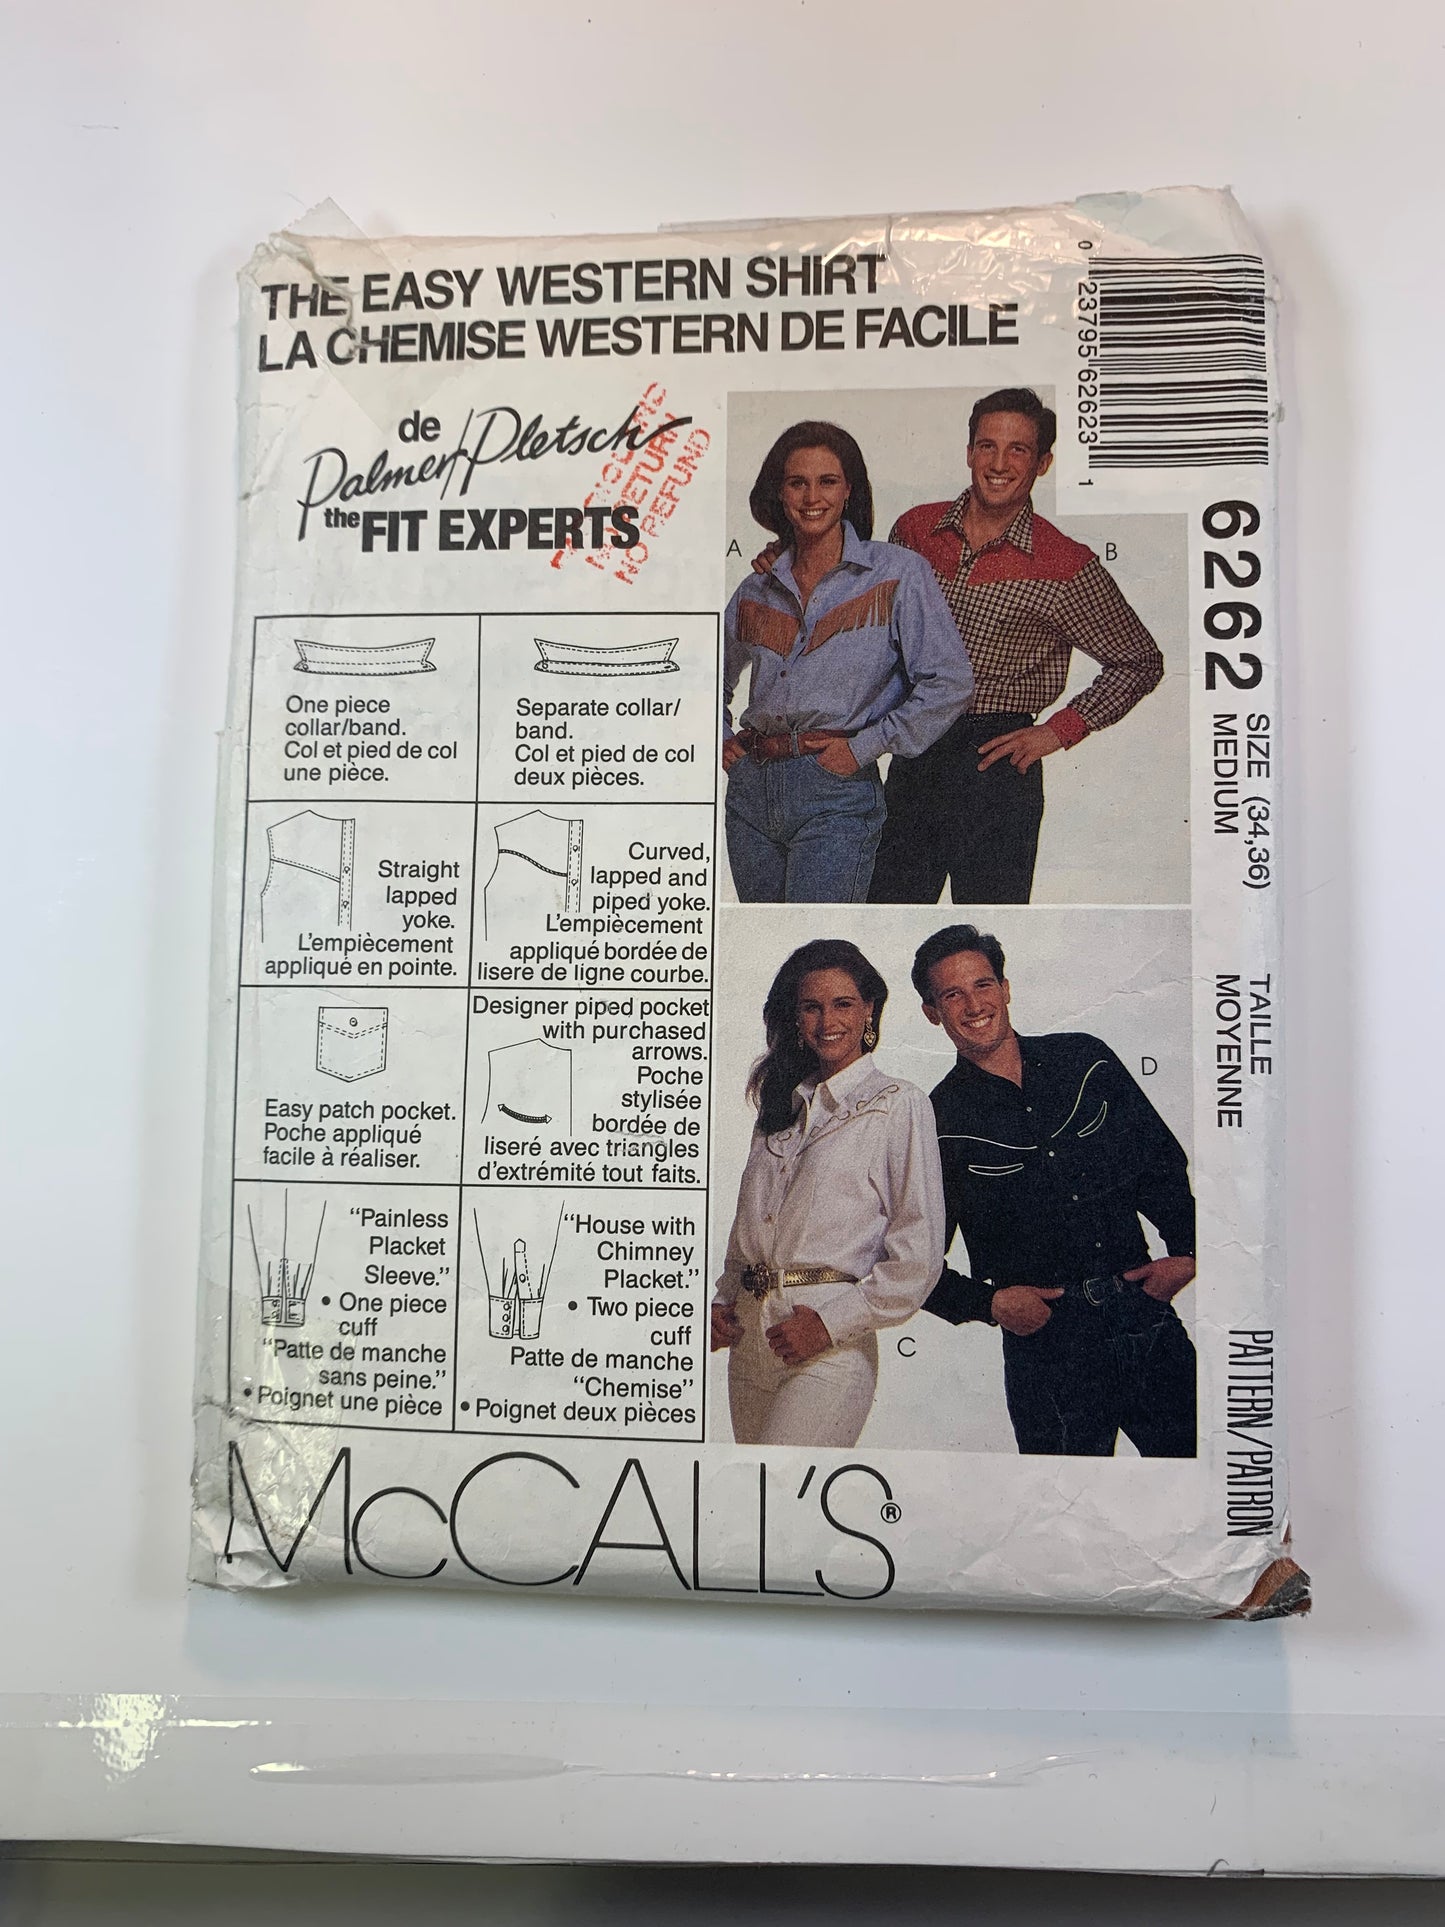 THE EASY WESTERN SHIRT
LA CHEMISE WESTERN DE FACILE
de
Palmer/Pletsch
the FIT EXPERTS
NO RETURN
NO REFUND
One piece
collar/band.
Col et pied de col
une pièce.
Separate collar/
band.
Col et pied de col
deux pièces.
Straight
lapped
yoke.
L'empiècement
appliqué en pointe.
Curved,
lapped and
piped yoke.
L'empiècement
appliqué bordée de
lisere de ligne courbe.
Easy patch pocket.
Poche appliqué
facile à réaliser.
Designer piped pocket
with purchased
arrows.
Poche
stylisée
bordée de
liseré avec triangles
d'extrémité tout faits.
"Painless
Placket
Sleeve."
• One piece
cuff
"Patte de manche
sans peine."
• Poignet une pièce
"House with
Chimney
Placket."
• Two piece
cuff
Patte de manche
"Chemise"
• Poignet deux pièces
A
B
C
D
0 23795 62623 1
6262
SIZE (34,36)
MEDIUM
TAILLE
MOYENNE
PATTERN/PATRON
McCALL'S®